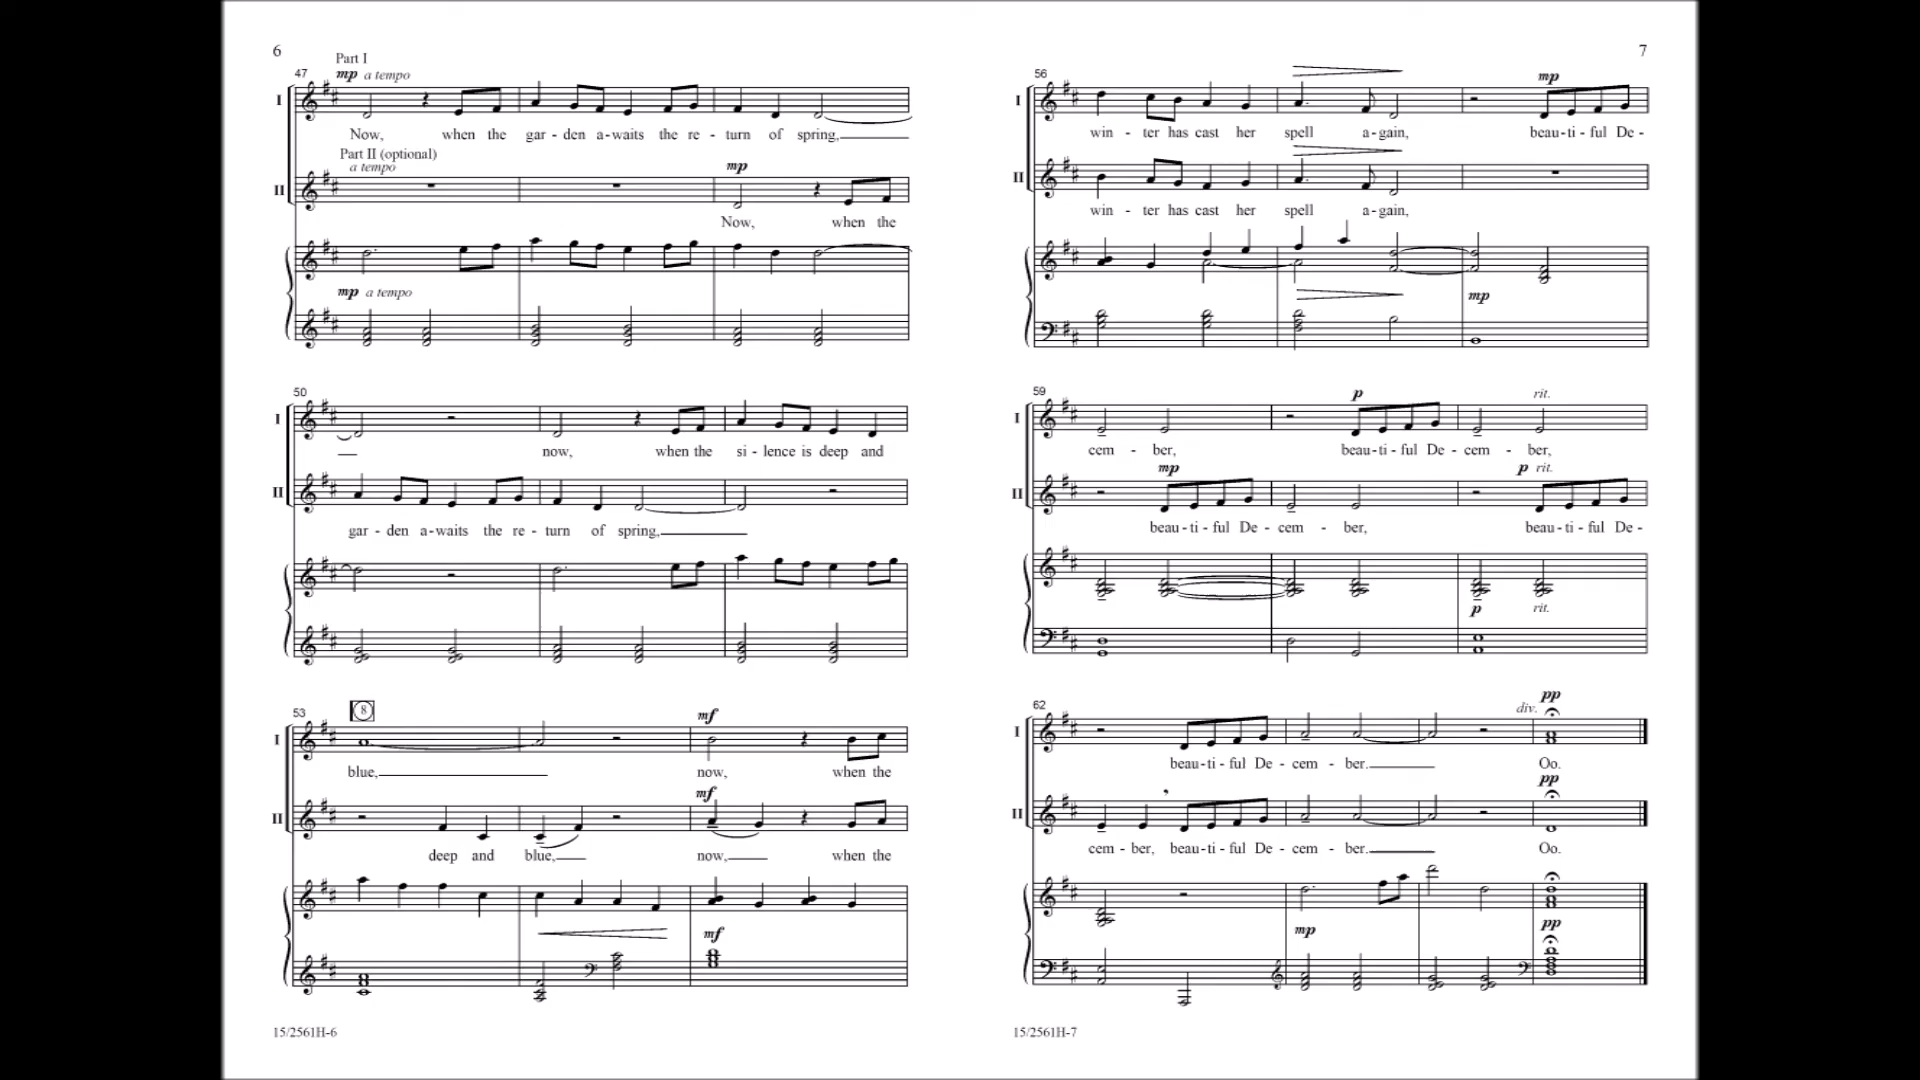 6
Part I
47 mp a tempo
I
Now, when the gar - den a-waits the re - turn of spring,
Part II (optional)
a tempo mp
II
Now, when the
mp a tempo
50
I
now, when the si - lence is deep and
II
gar - den a-waits the re - turn of spring,
53 8 mf
I
blue, now, when the
mf
II
deep and blue, now, when the
mf
15/2561H-6
7
56 mp
I
win - ter has cast her spell a-gain, beau-ti - ful De -
II
win - ter has cast her spell a-gain,
mp
59 p rit.
I
cem - ber, beau-ti - ful De - cem - ber,
mp p rit.
II
beau-ti - ful De - cem - ber, beau-ti - ful De -
p rit.
62 div. pp
I
beau-ti - ful De - cem - ber. Oo.
pp
II
cem - ber, beau-ti - ful De - cem - ber. Oo.
mp pp
15/2561H-7